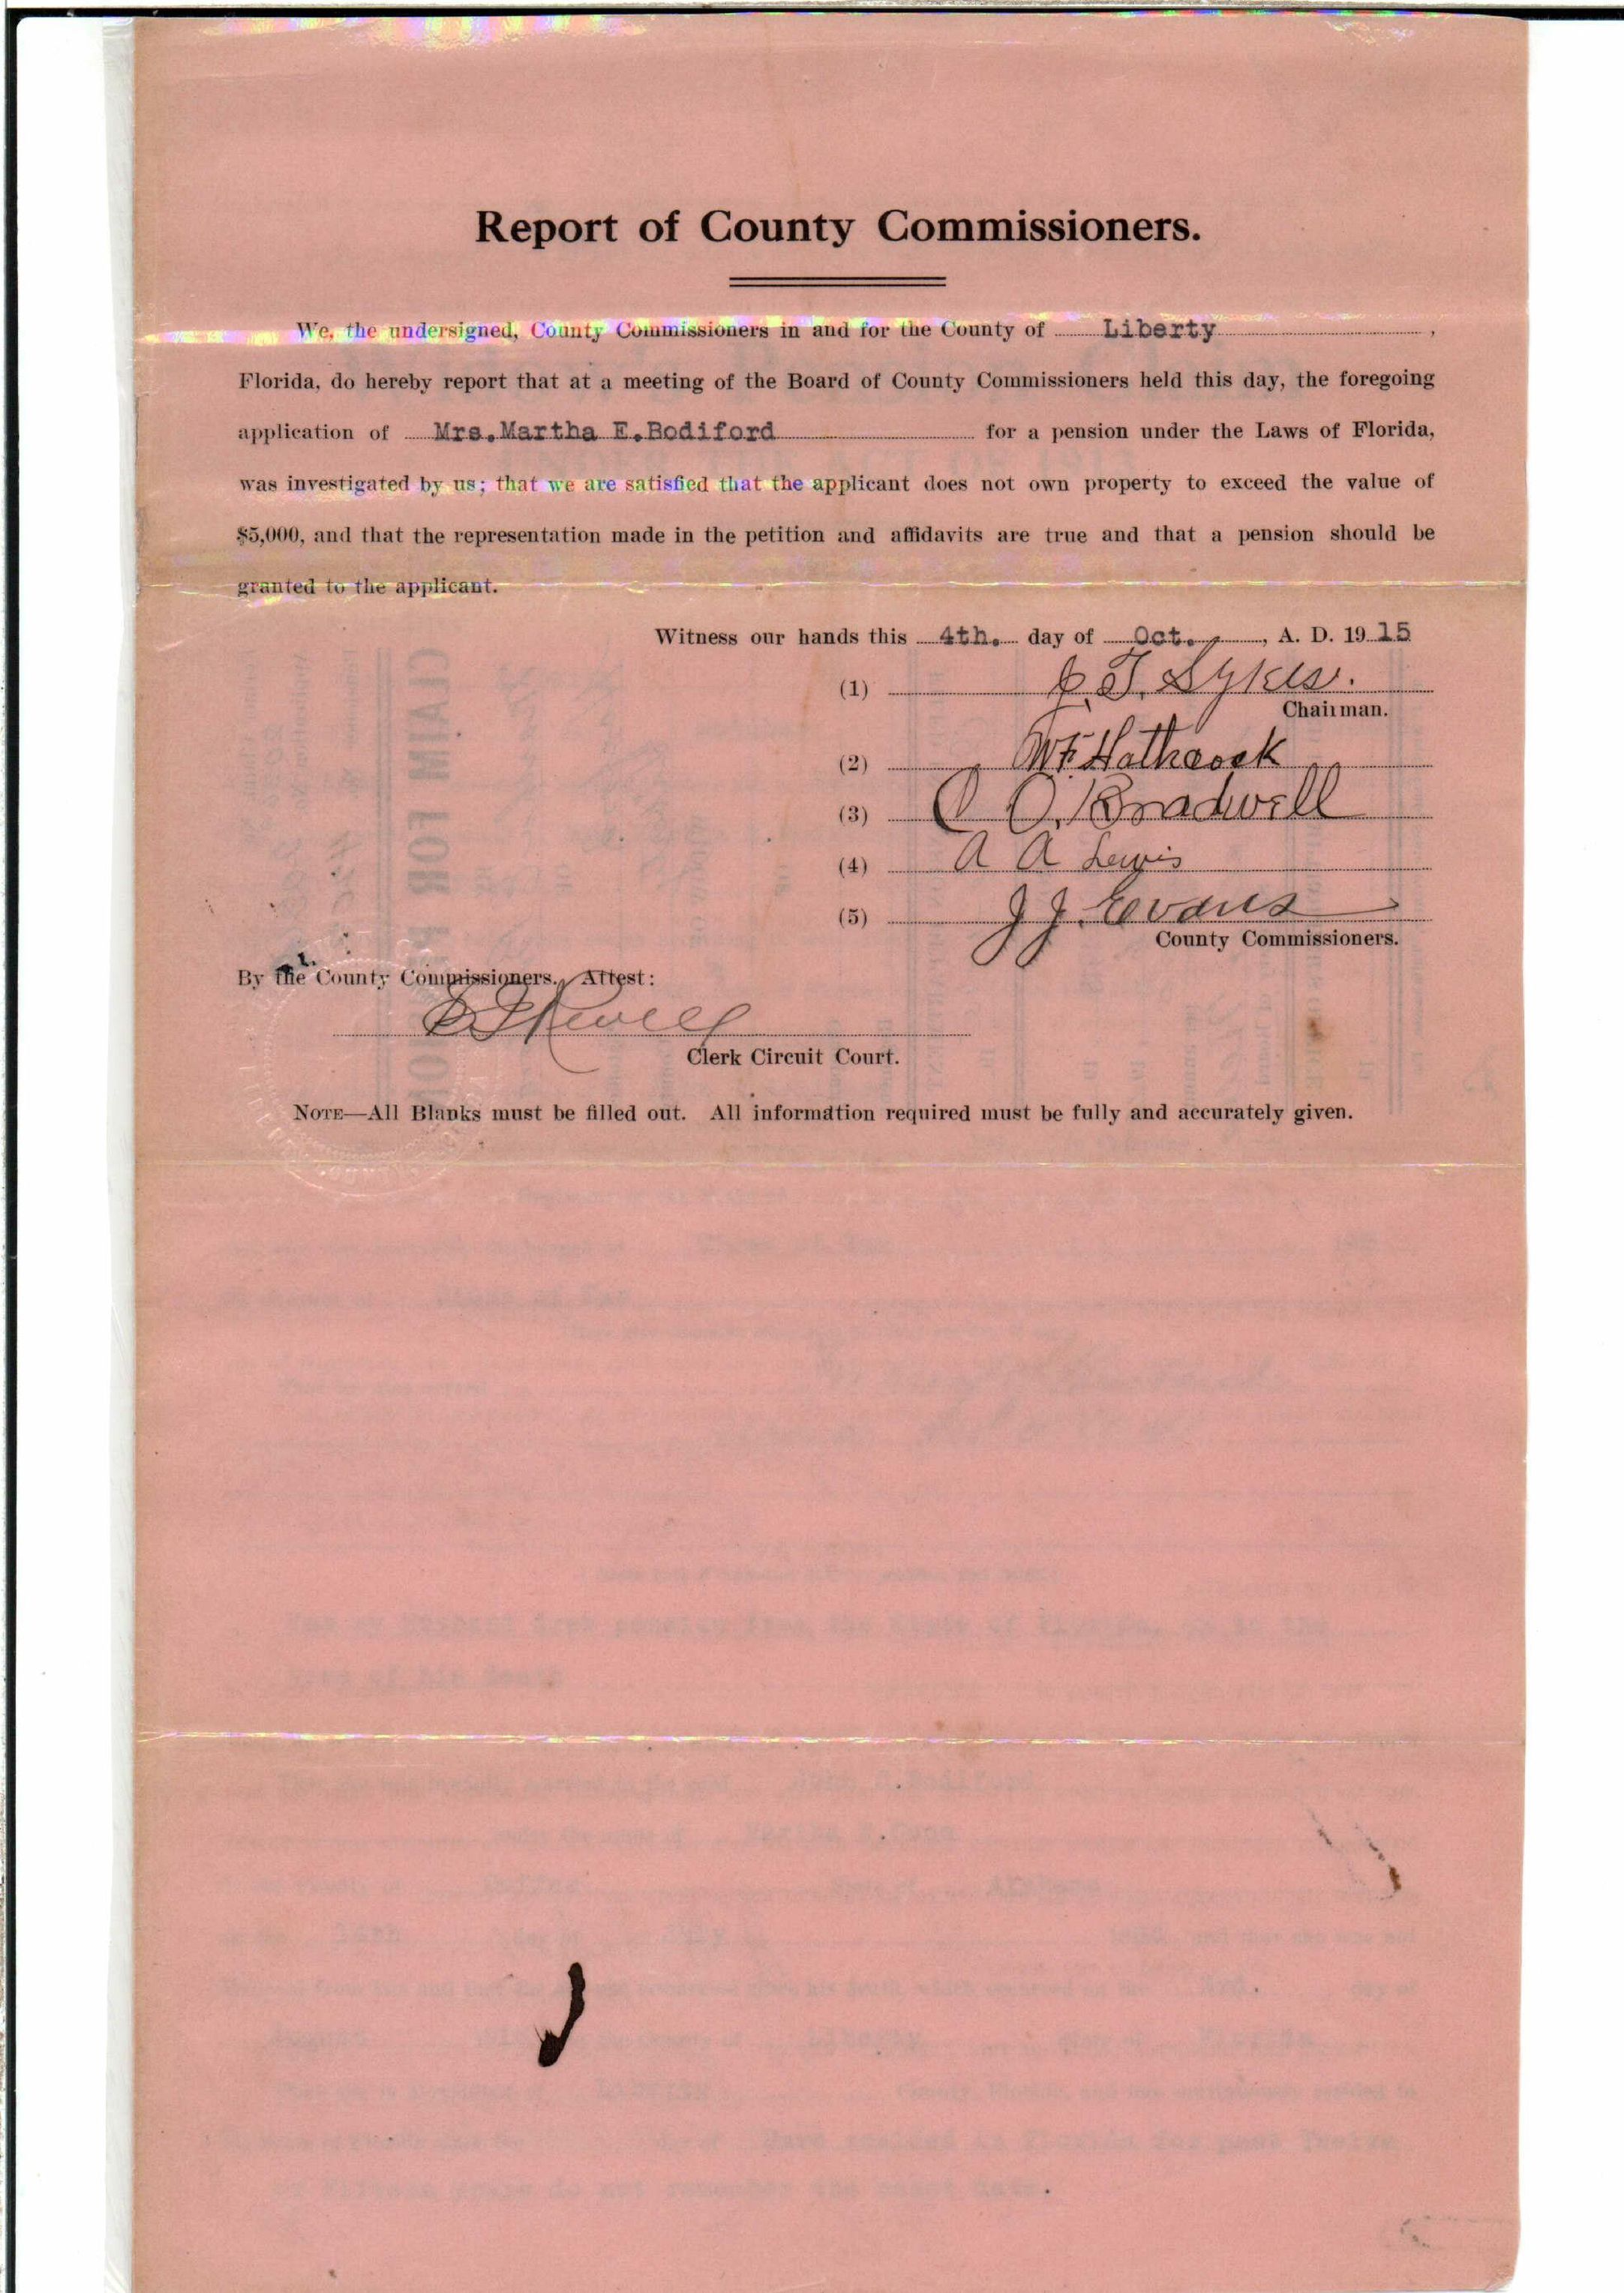 Report of County Commissioners.
We, the undersigned, County Commissioners in and for the County of Liberty,
Florida, do hereby report that at a meeting of the Board of County Commissioners held this day, the foregoing
application of Mrs.Martha E.Bodiford for a pension under the Laws of Florida,
was investigated by us; that we are satisfied that the applicant does not own property to exceed the value of
$5,000, and that the representation made in the petition and affidavits are true and that a pension should be
granted to the applicant.
Witness our hands this 4th. day of Oct. , A. D. 19 15
(1) J. T. Sykes.
Chairman.
(2) W F. Hathcock
(3) C O. Bradwell
(4) A A Lewis
(5) J J. Evans
County Commissioners.
By the County Commissioners. Attest:
Clerk Circuit Court.
NOTE—All Blanks must be filled out. All information required must be fully and accurately given.